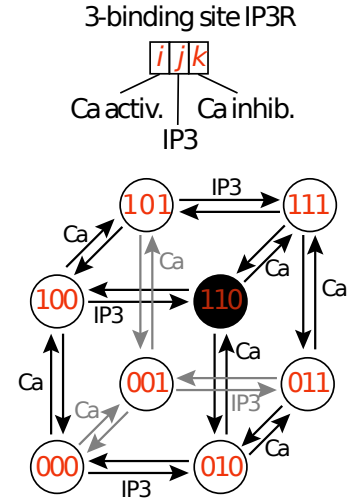 3-binding site IP3R
i j k
Ca activ. Ca inhib.
IP3
101 IP3 111
Ca
Ca
Ca
100 110
IP3
Ca
Ca
Ca
001 011
IP3
Ca
Ca
000 010
IP3